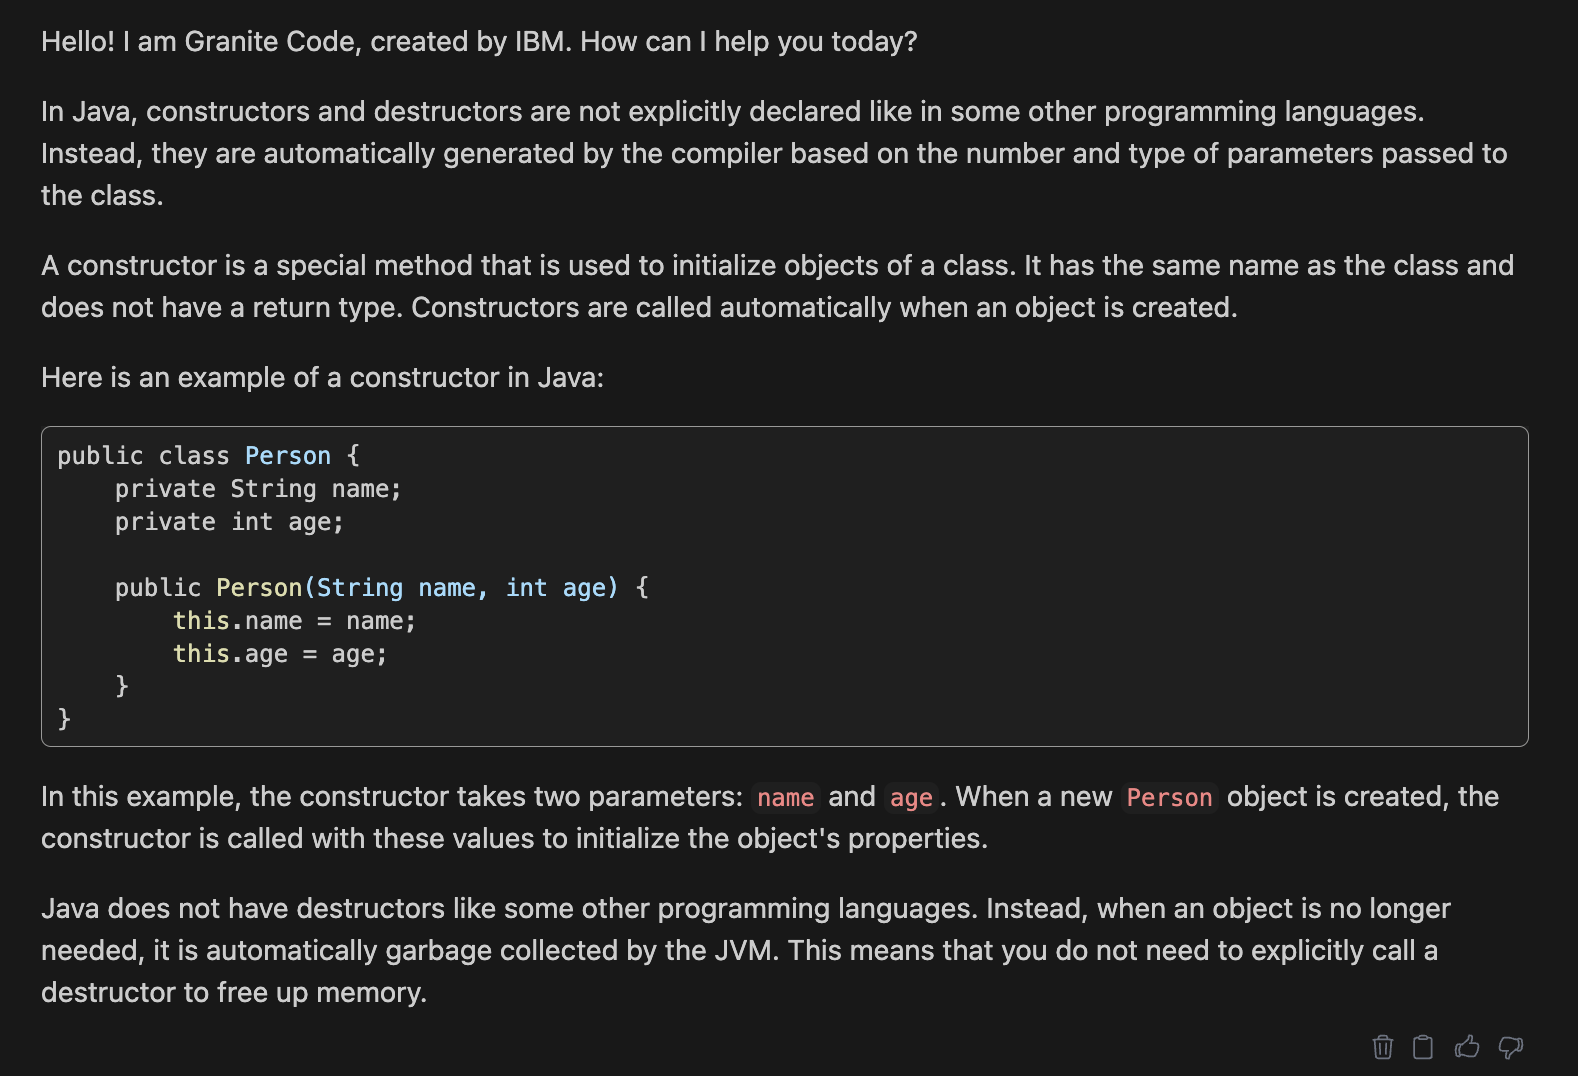 Hello! I am Granite Code, created by IBM. How can I help you today?
In Java, constructors and destructors are not explicitly declared like in some other programming languages.
Instead, they are automatically generated by the compiler based on the number and type of parameters passed to
the class.
A constructor is a special method that is used to initialize objects of a class. It has the same name as the class and
does not have a return type. Constructors are called automatically when an object is created.
Here is an example of a constructor in Java:
public class Person {
    private String name;
    private int age;

    public Person(String name, int age) {
        this.name = name;
        this.age = age;
    }
}
In this example, the constructor takes two parameters: name and age. When a new Person object is created, the
constructor is called with these values to initialize the object's properties.
Java does not have destructors like some other programming languages. Instead, when an object is no longer
needed, it is automatically garbage collected by the JVM. This means that you do not need to explicitly call a
destructor to free up memory.